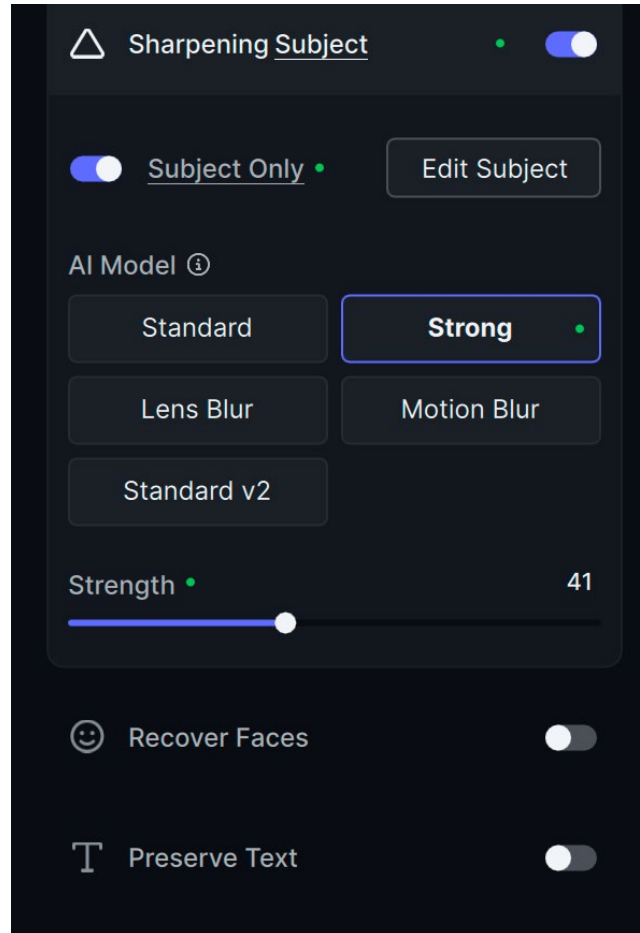 Sharpening Subject
Subject Only Edit Subject
AI Model
Standard Strong
Lens Blur Motion Blur
Standard v2
Strength 41
Recover Faces
Preserve Text